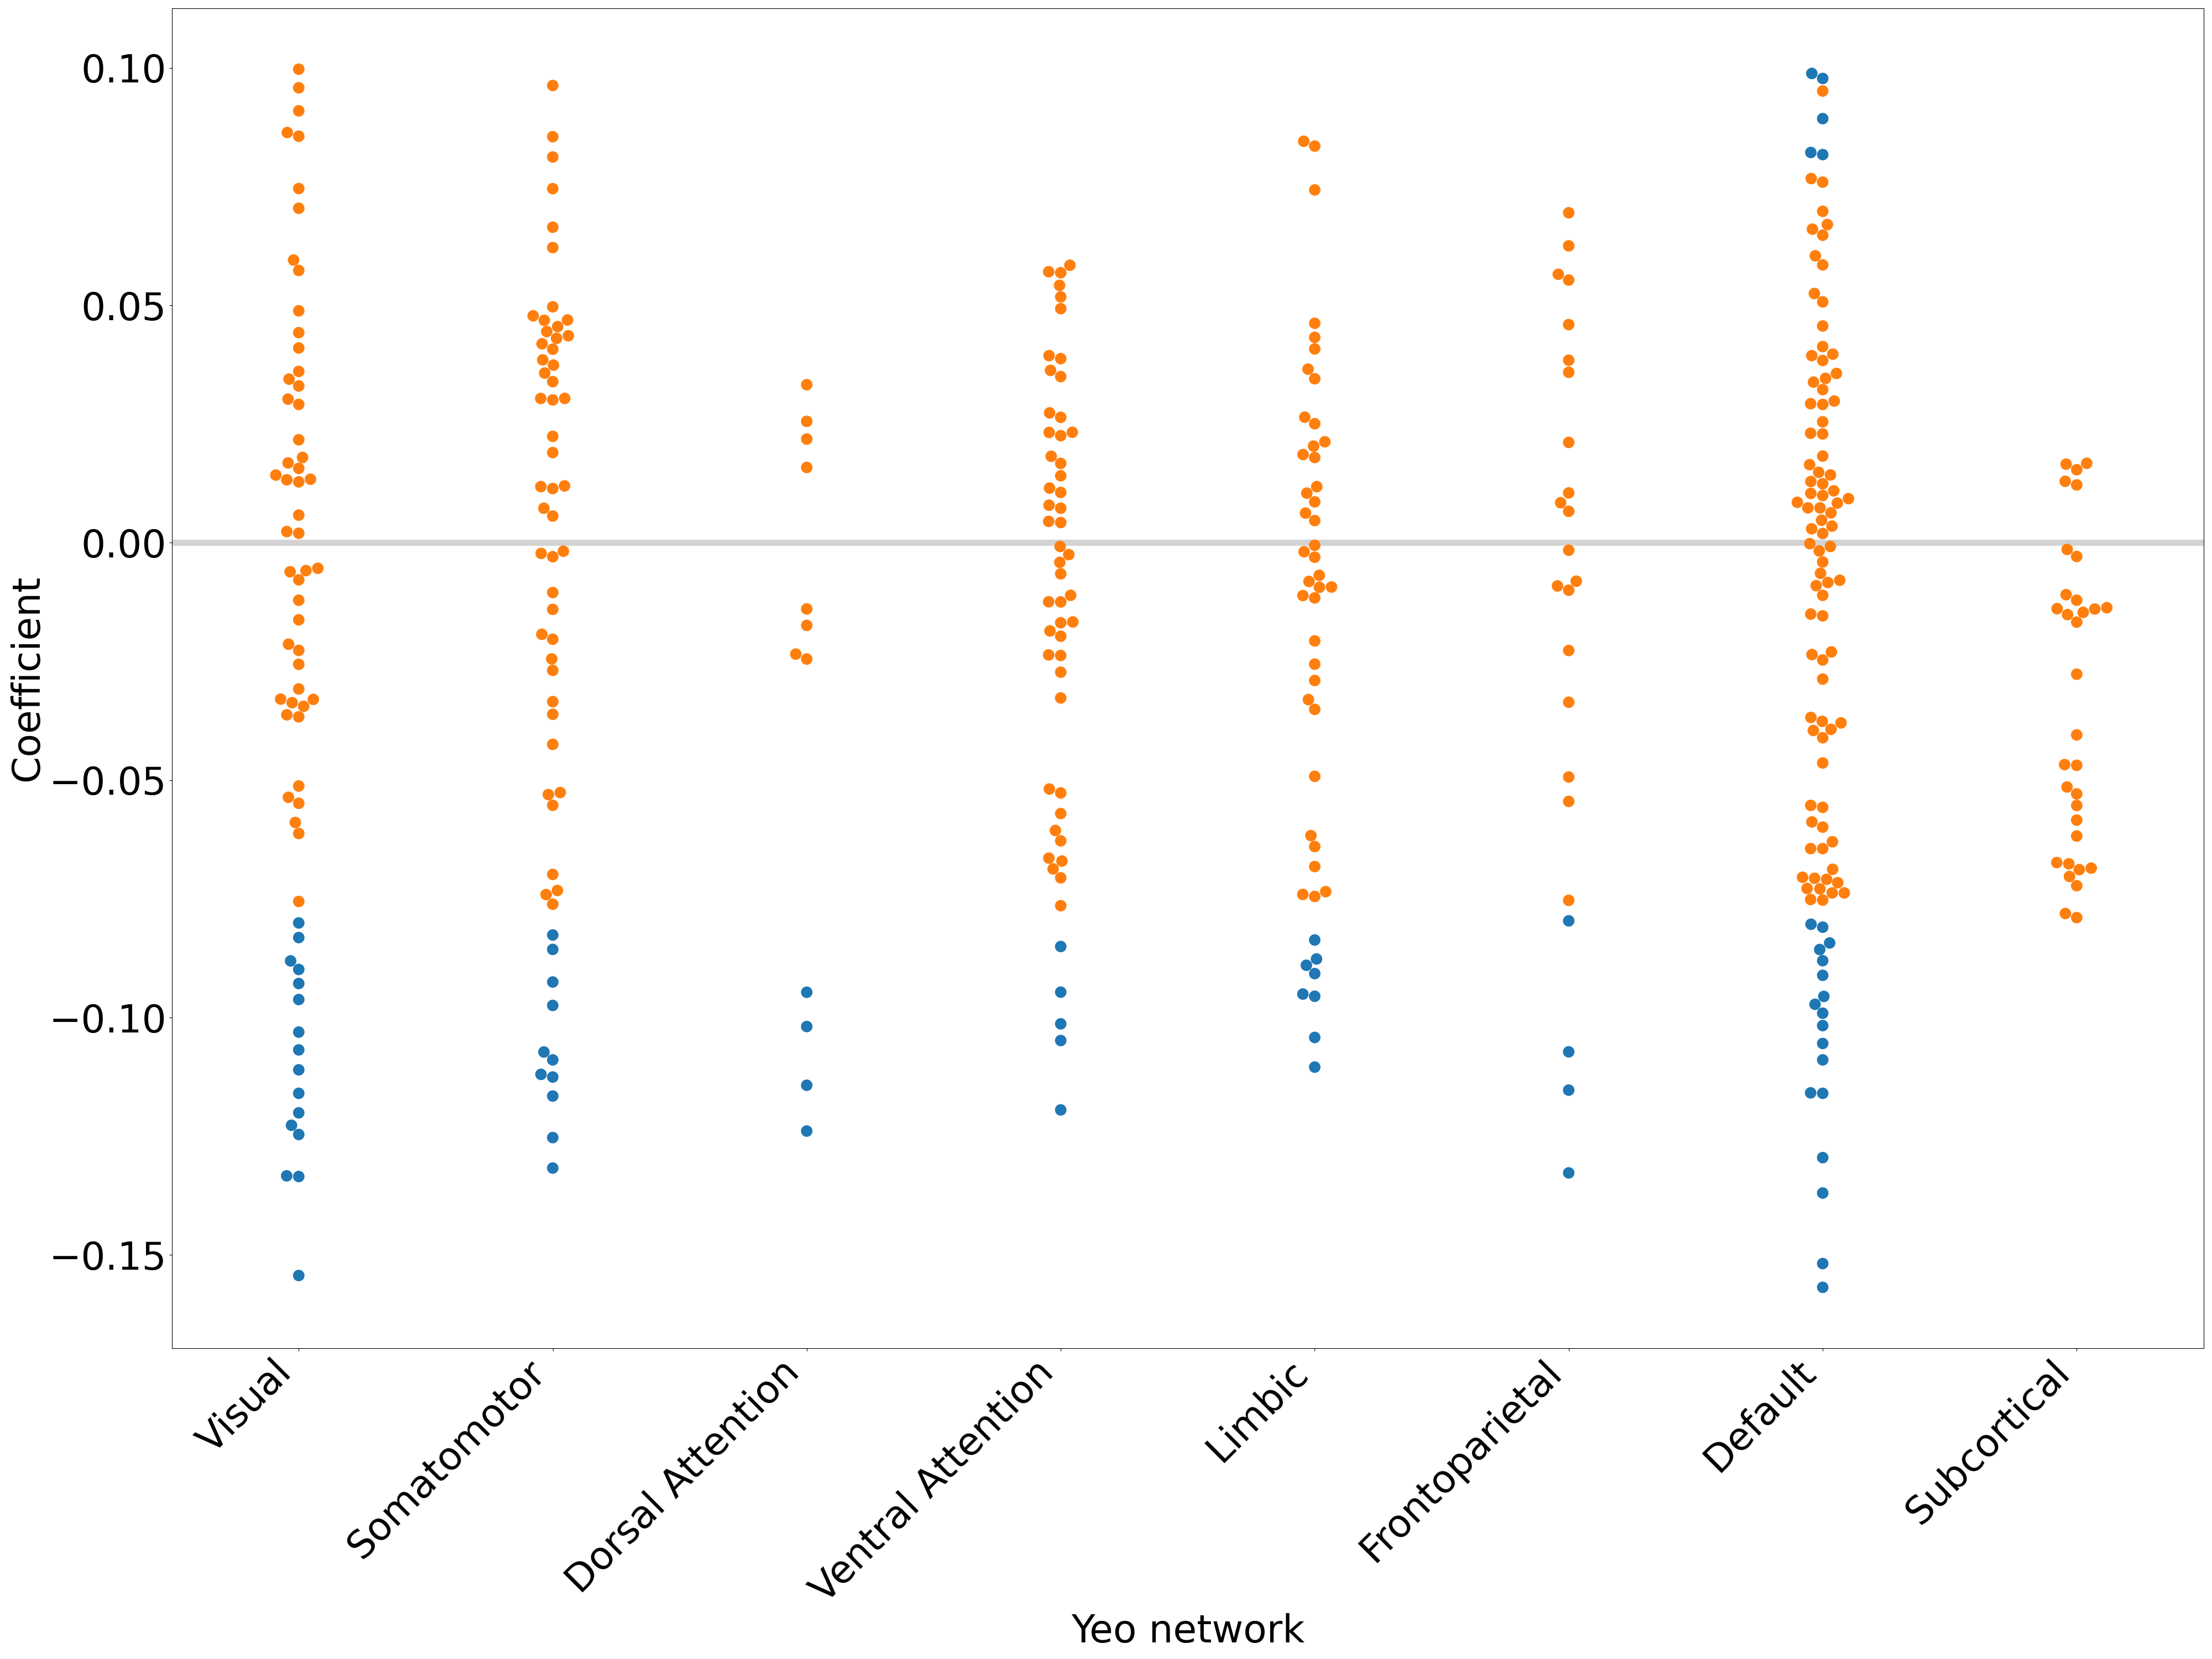 0.10
0.05
0.00
−0.05
−0.10
−0.15
Coefficient
Visual
Somatomotor
Dorsal Attention
Ventral Attention
Limbic
Frontoparietal
Default
Subcortical
Yeo network